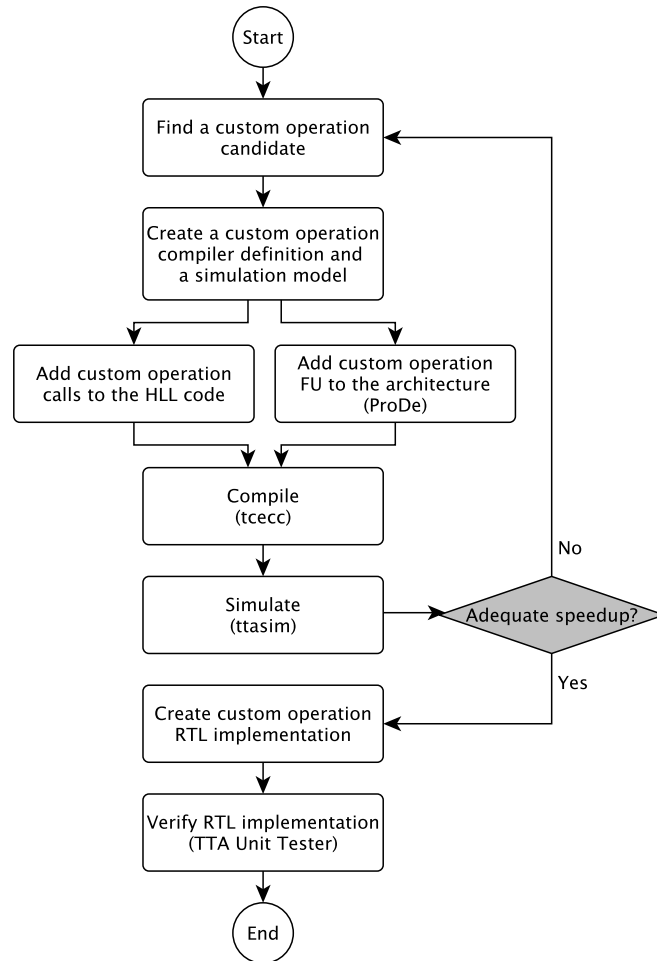 Start
Find a custom operation
candidate
Create a custom operation
compiler definition and
a simulation model
Add custom operation
calls to the HLL code
Add custom operation
FU to the architecture
(ProDe)
Compile
(tcecc)
No
Simulate
(ttasim)
Adequate speedup?
Yes
Create custom operation
RTL implementation
Verify RTL implementation
(TTA Unit Tester)
End